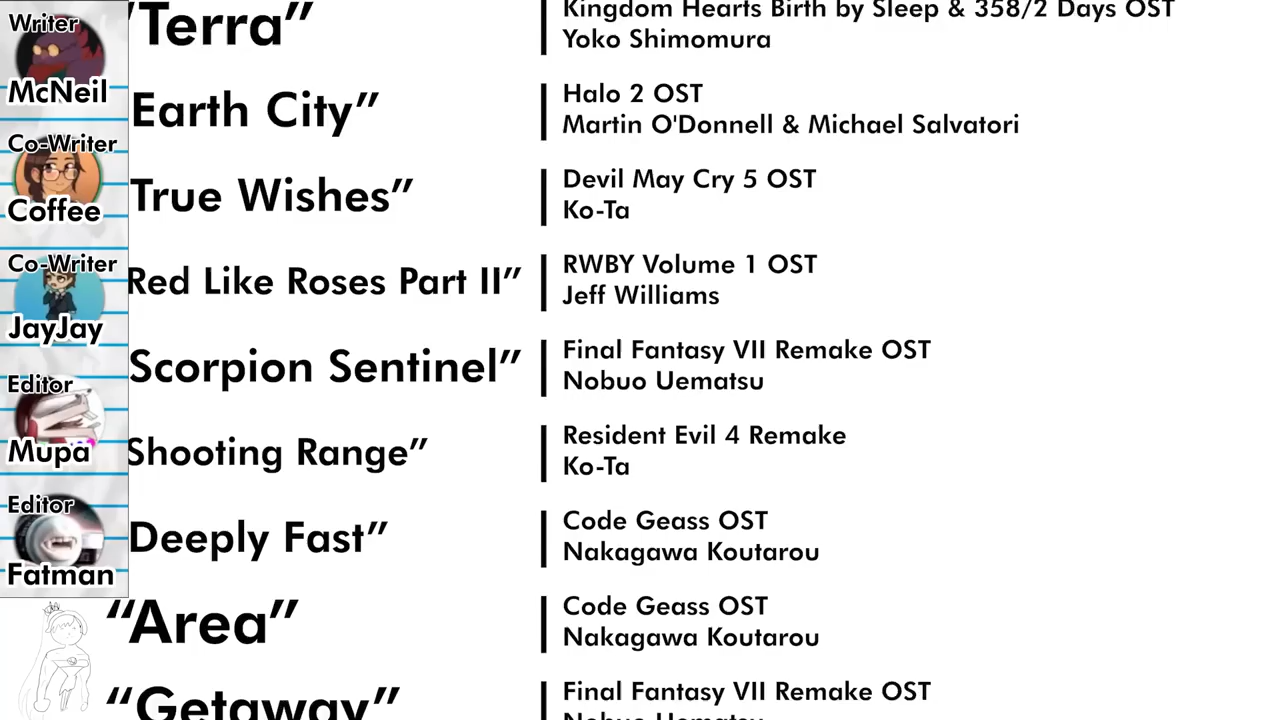 Writer
McNeil
Co-Writer
Coffee
Co-Writer
JayJay
Editor
Mupa
Editor
Fatman
“Terra”
Kingdom Hearts Birth by Sleep & 358/2 Days OST
Yoko Shimomura
Earth City”
Halo 2 OST
Martin O'Donnell & Michael Salvatori
True Wishes”
Devil May Cry 5 OST
Ko-Ta
Red Like Roses Part II”
RWBY Volume 1 OST
Jeff Williams
Scorpion Sentinel”
Final Fantasy VII Remake OST
Nobuo Uematsu
Shooting Range”
Resident Evil 4 Remake
Ko-Ta
Deeply Fast”
Code Geass OST
Nakagawa Koutarou
“Area”
Code Geass OST
Nakagawa Koutarou
“Getaway”
Final Fantasy VII Remake OST
Nobuo Uematsu